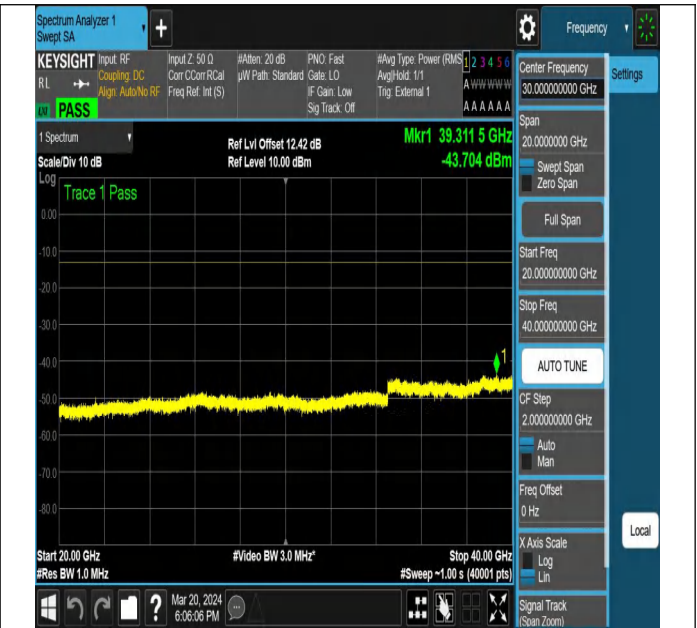 Spectrum Analyzer 1
Swept SA
+
Frequency
KEYSIGHT Input: RF Input Z: 50 Ω #Atten: 20 dB PNO: Fast #Avg Type: Power (RMS 1 2 3 4 5 6
RL Coupling: DC Corr CCorr RCal µW Path: Standard Gate: LO Avg|Hold: 1/1 A W W W W W
Align: Auto/No RF Freq Ref: Int (S) IF Gain: Low Trig: External 1
PASS Sig Track: Off A A A A A A
Center Frequency
30.000000000 GHz
Settings
Span
20.0000000 GHz
Swept Span
Zero Span
Full Span
Start Freq
20.000000000 GHz
Stop Freq
40.000000000 GHz
AUTO TUNE
CF Step
2.000000000 GHz
Auto
Man
Freq Offset
0 Hz
X Axis Scale
Log
Lin
Signal Track
(Span Zoom)
Local
1 Spectrum
Scale/Div 10 dB
Ref Lvl Offset 12.42 dB
Ref Level 10.00 dBm
Mkr1 39.311 5 GHz
-43.704 dBm
Log
Trace 1 Pass
0.00
-10.0
-20.0
-30.0
-40.0
1
-50.0
-60.0
-70.0
-80.0
Start 20.00 GHz #Video BW 3.0 MHz* Stop 40.00 GHz
#Res BW 1.0 MHz #Sweep ~1.00 s (40001 pts)
? Mar 20, 2024
6:06:06 PM